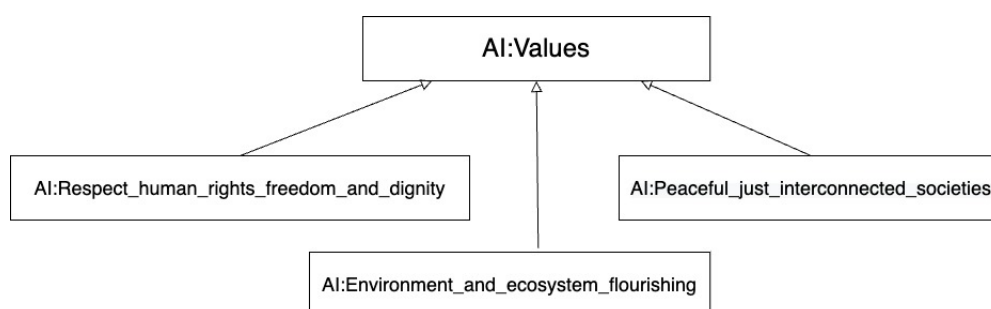 AI:Values
AI:Respect_human_rights_freedom_and_dignity
AI:Peaceful_just_interconnected_societies
AI:Environment_and_ecosystem_flourishing